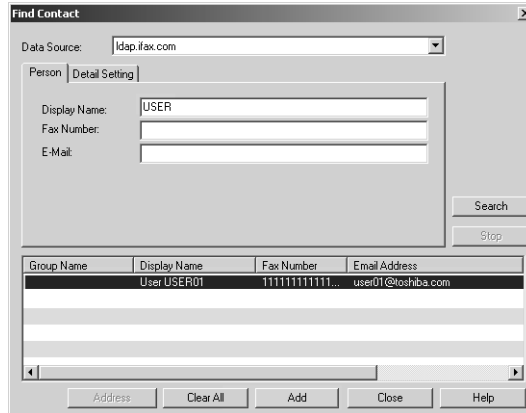 Find Contact
Data Source: ldap.ifax.com
Person Detail Setting
Display Name: USER
Fax Number:
E-Mail:
Search
Stop
Group Name Display Name Fax Number Email Address
User USER01 111111111111... user01@toshiba.com
Address Clear All Add Close Help